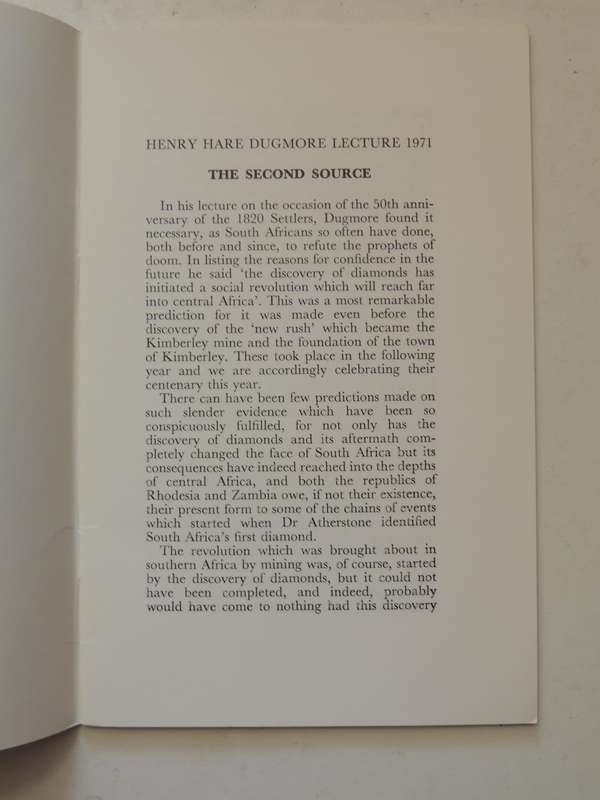 HENRY HARE DUGMORE LECTURE 1971
THE SECOND SOURCE
In his lecture on the occasion of the 50th anni-
versary of the 1820 Settlers, Dugmore found it
necessary, as South Africans so often have done,
both before and since, to refute the prophets of
doom. In listing the reasons for confidence in the
future he said ‘the discovery of diamonds has
initiated a social revolution which will reach far
into central Africa’. This was a most remarkable
prediction for it was made even before the
discovery of the ‘new rush’ which became the
Kimberley mine and the foundation of the town
of Kimberley. These took place in the following
year and we are accordingly celebrating their
centenary this year.
There can have been few predictions made on
such slender evidence which have been so
conspicuously fulfilled, for not only has the
discovery of diamonds and its aftermath com-
pletely changed the face of South Africa but its
consequences have indeed reached into the depths
of central Africa, and both the republics of
Rhodesia and Zambia owe, if not their existence,
their present form to some of the chains of events
which started when Dr Atherstone identified
South Africa's first diamond.
The revolution which was brought about in
southern Africa by mining was, of course, started
by the discovery of diamonds, but it could not
have been completed, and indeed, probably
would have come to nothing had this discovery